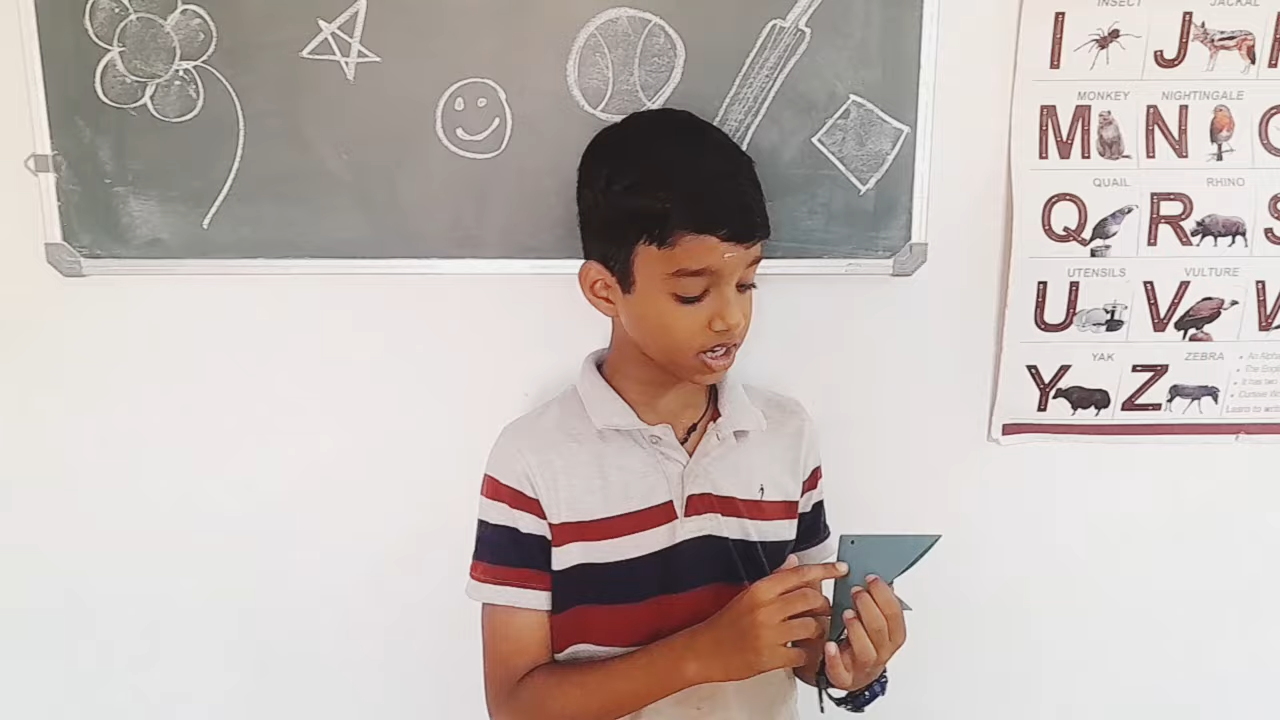 INSECT JACKAL
I J
MONKEY NIGHTINGALE
M N
QUAIL RHINO
Q R S
UTENSILS VULTURE
U V
YAK ZEBRA
Y Z